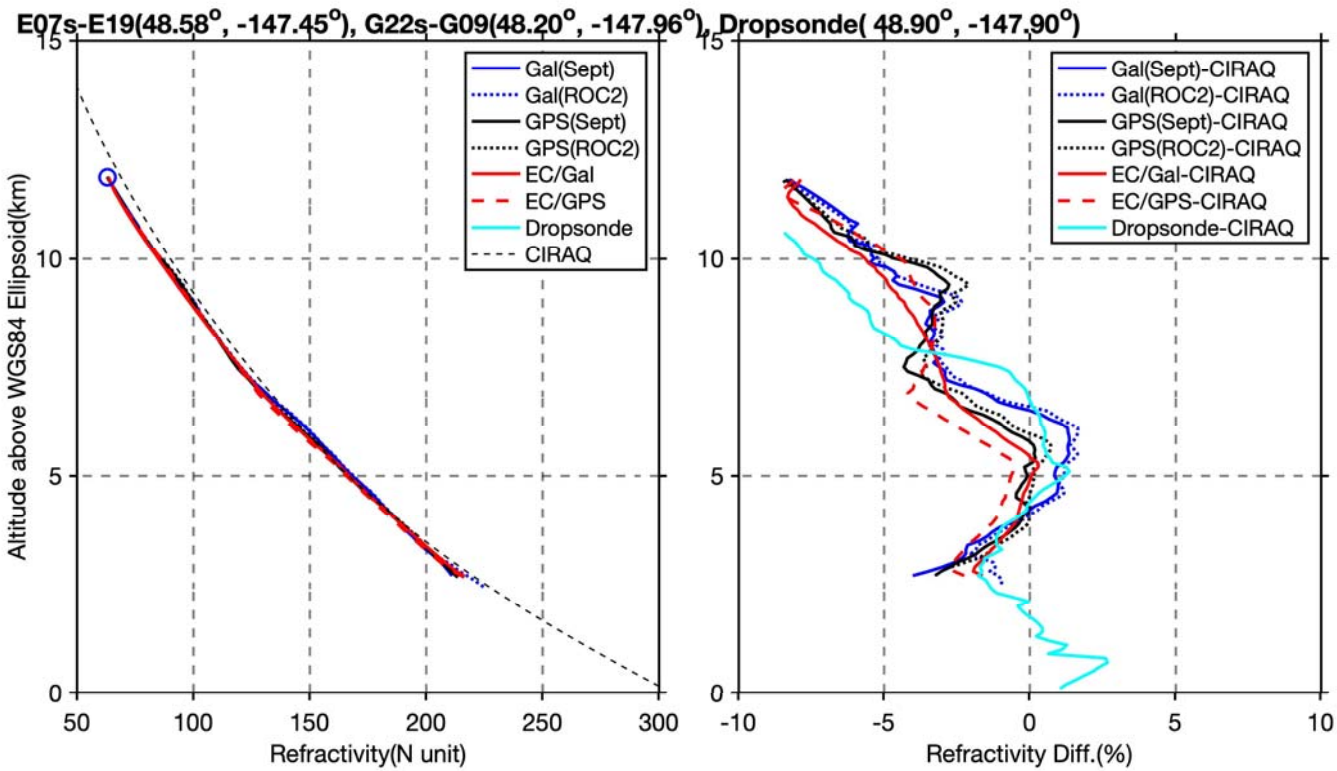 E07s-E19(48.58°, -147.45°), G22s-G09(48.20°, -147.96°), Dropsonde( 48.90°, -147.90°)
15
10
5
0
Altitude above WGS84 Ellipsoid(km)
Gal(Sept)
Gal(ROC2)
GPS(Sept)
GPS(ROC2)
EC/Gal
EC/GPS
Dropsonde
CIRAQ
50 100 150 200 250 300
Refractivity(N unit)
15
10
5
0
Gal(Sept)-CIRAQ
Gal(ROC2)-CIRAQ
GPS(Sept)-CIRAQ
GPS(ROC2)-CIRAQ
EC/Gal-CIRAQ
EC/GPS-CIRAQ
Dropsonde-CIRAQ
-10 -5 0 5 10
Refractivity Diff.(%)